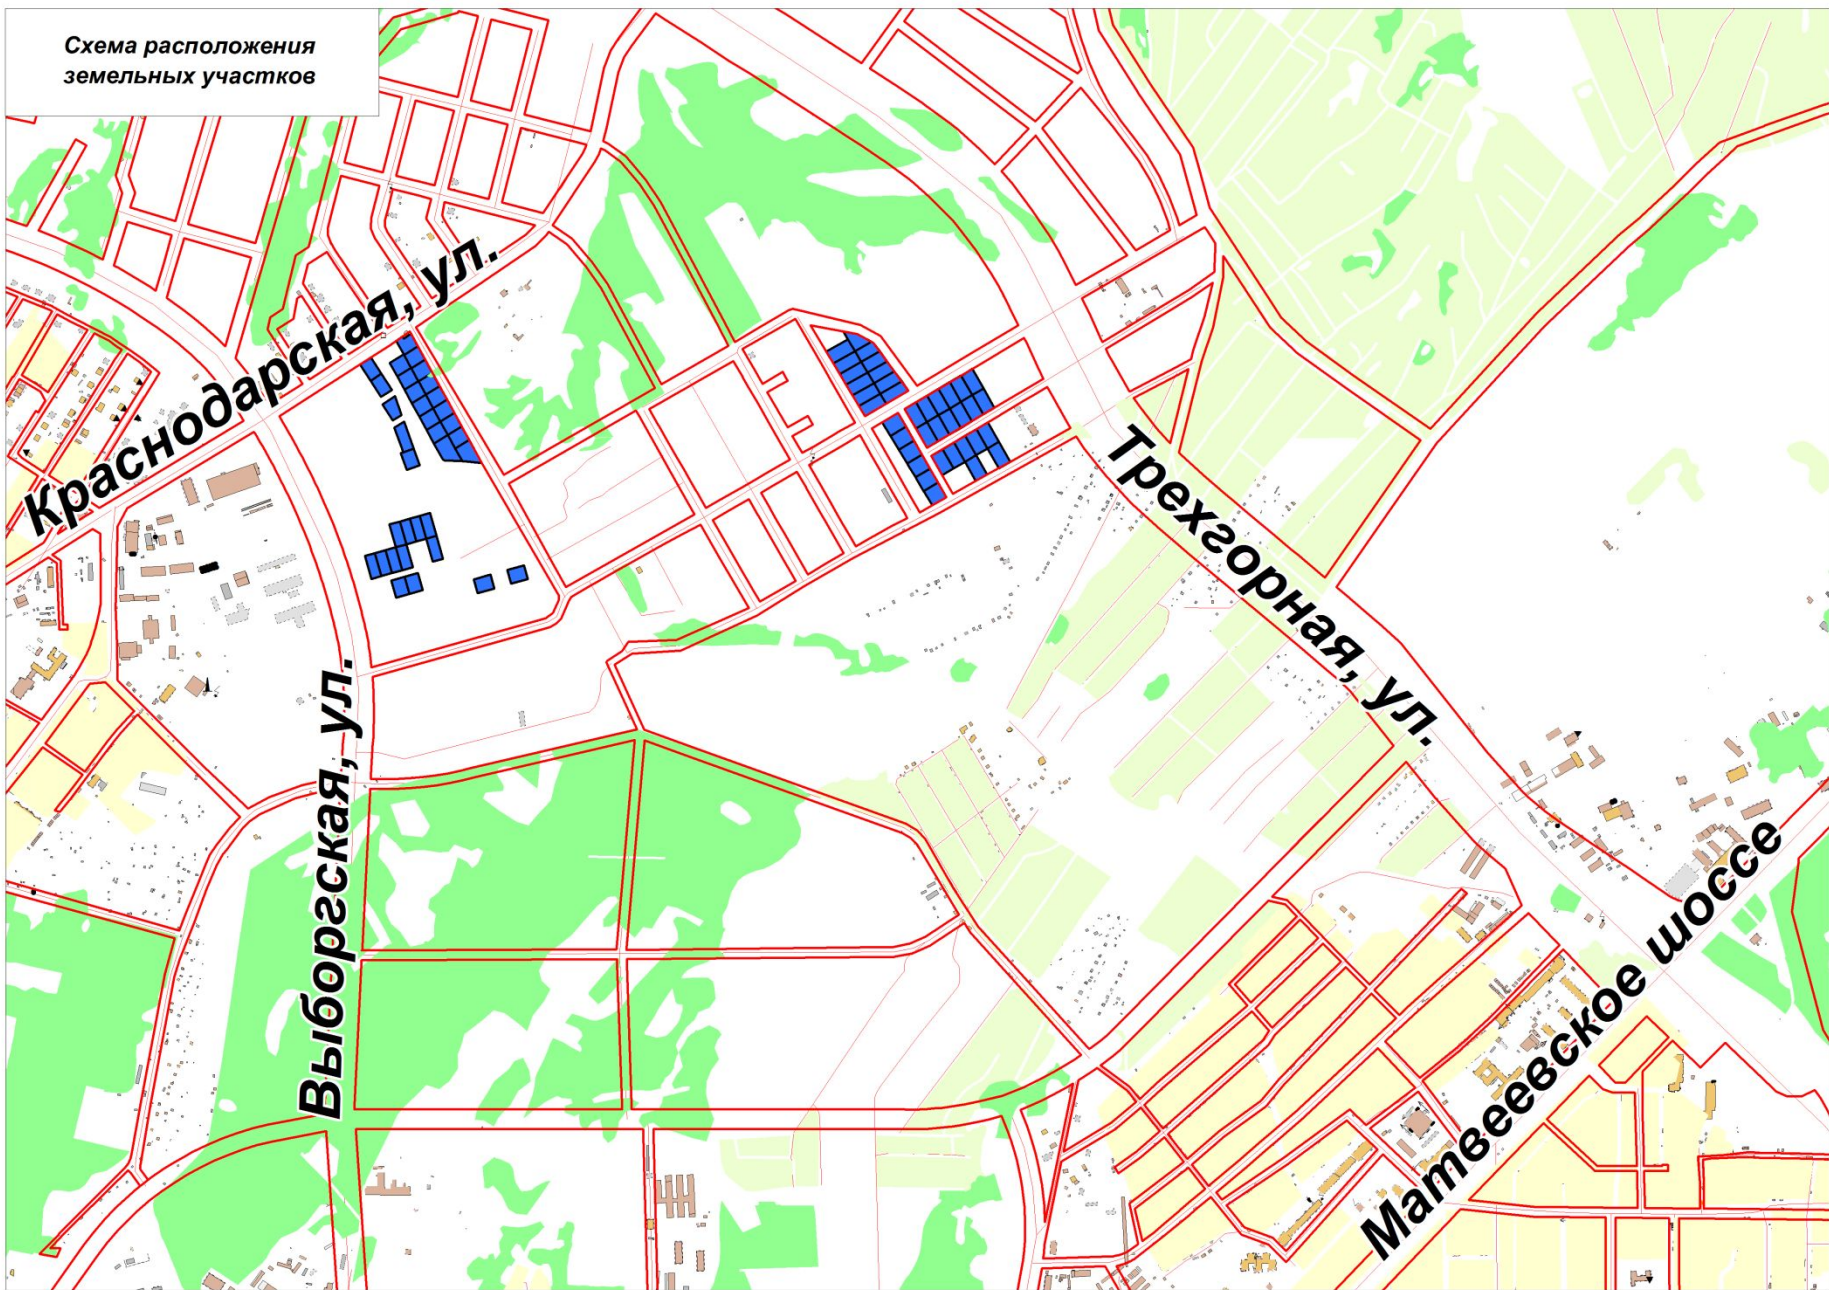 Схема расположения
земельных участков
Краснодарская, ул.
Трехгорная, ул.
Выборгская, ул.
Матвеевское шоссе